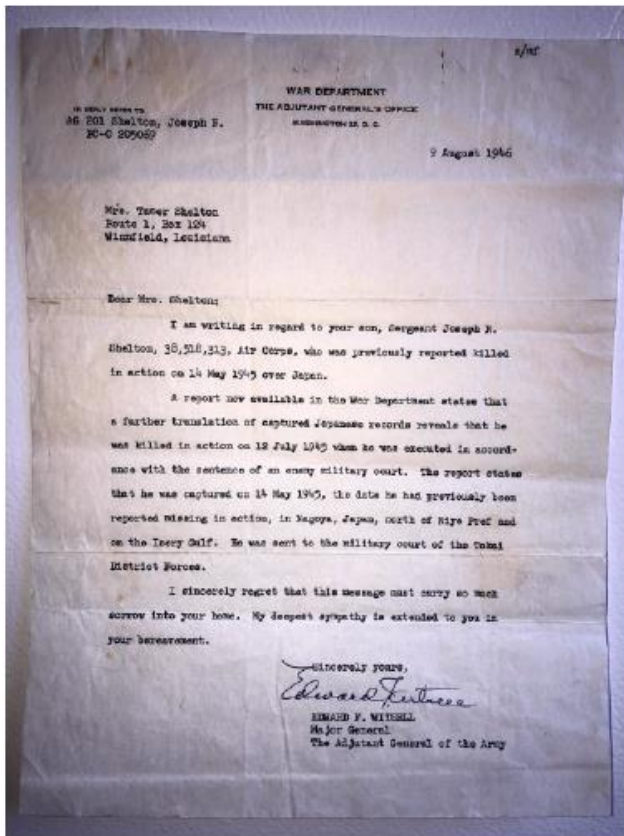 s/mf
WAR DEPARTMENT
THE ADJUTANT GENERAL'S OFFICE
WASHINGTON 25, D. C.
IN REPLY REFER TO
AG 201 Shelton, Joseph R.
PC-O 205069
9 August 1946
Mrs. Shelton
Route 1, Box 124
Winnfield, Louisiana
Dear Mrs. Shelton:
I am writing in regard to your son, Sergeant Joseph R.
Shelton, 38,518,313, Air Corps, who was previously reported killed
in action on 14 May 1945 over Japan.
A report now available in the War Department states that
a further translation of captured Japanese records reveals that he
was killed in action on 12 July 1945 when he was executed in accord-
ance with the sentence of an enemy military court. The report states
that he was captured on 14 May 1945, the date he had previously been
reported missing in action, in Nagoya, Japan, north of Pref and
on the Gulf. He was sent to the military court of the Tokai
District Forces.
I sincerely regret that this message must carry so much
sorrow into your home. My deepest sympathy is extended to you in
your bereavement.
Sincerely yours,
EDWARD F. WITSELL
Major General
The Adjutant General of the Army